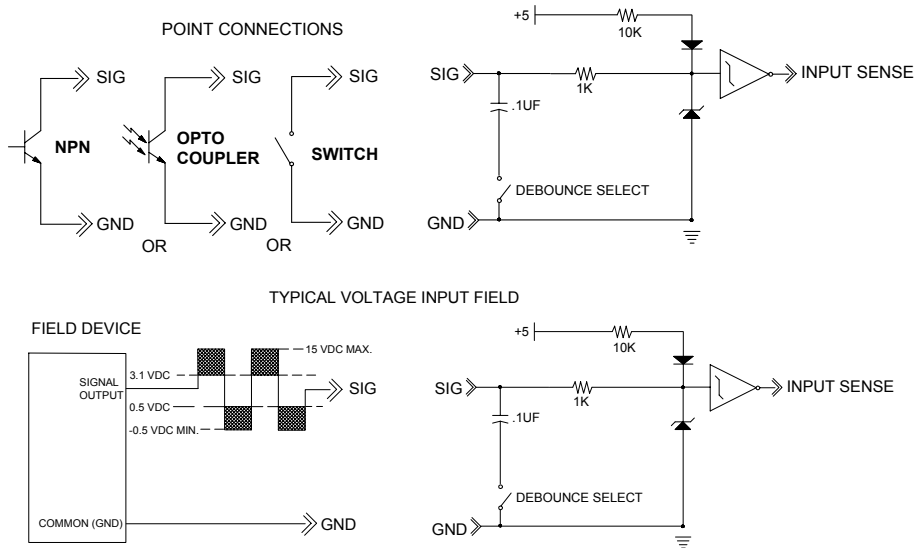 POINT CONNECTIONS
SIG
SIG
SIG
NPN
OPTO
COUPLER
SWITCH
GND
GND
GND
OR
OR
+5
10K
SIG
1K
INPUT SENSE
.1UF
DEBOUNCE SELECT
GND
TYPICAL VOLTAGE INPUT FIELD
FIELD DEVICE
SIGNAL
OUTPUT
3.1 VDC
15 VDC MAX.
SIG
0.5 VDC
-0.5 VDC MIN.
COMMON (GND)
GND
+5
10K
SIG
1K
INPUT SENSE
.1UF
DEBOUNCE SELECT
GND